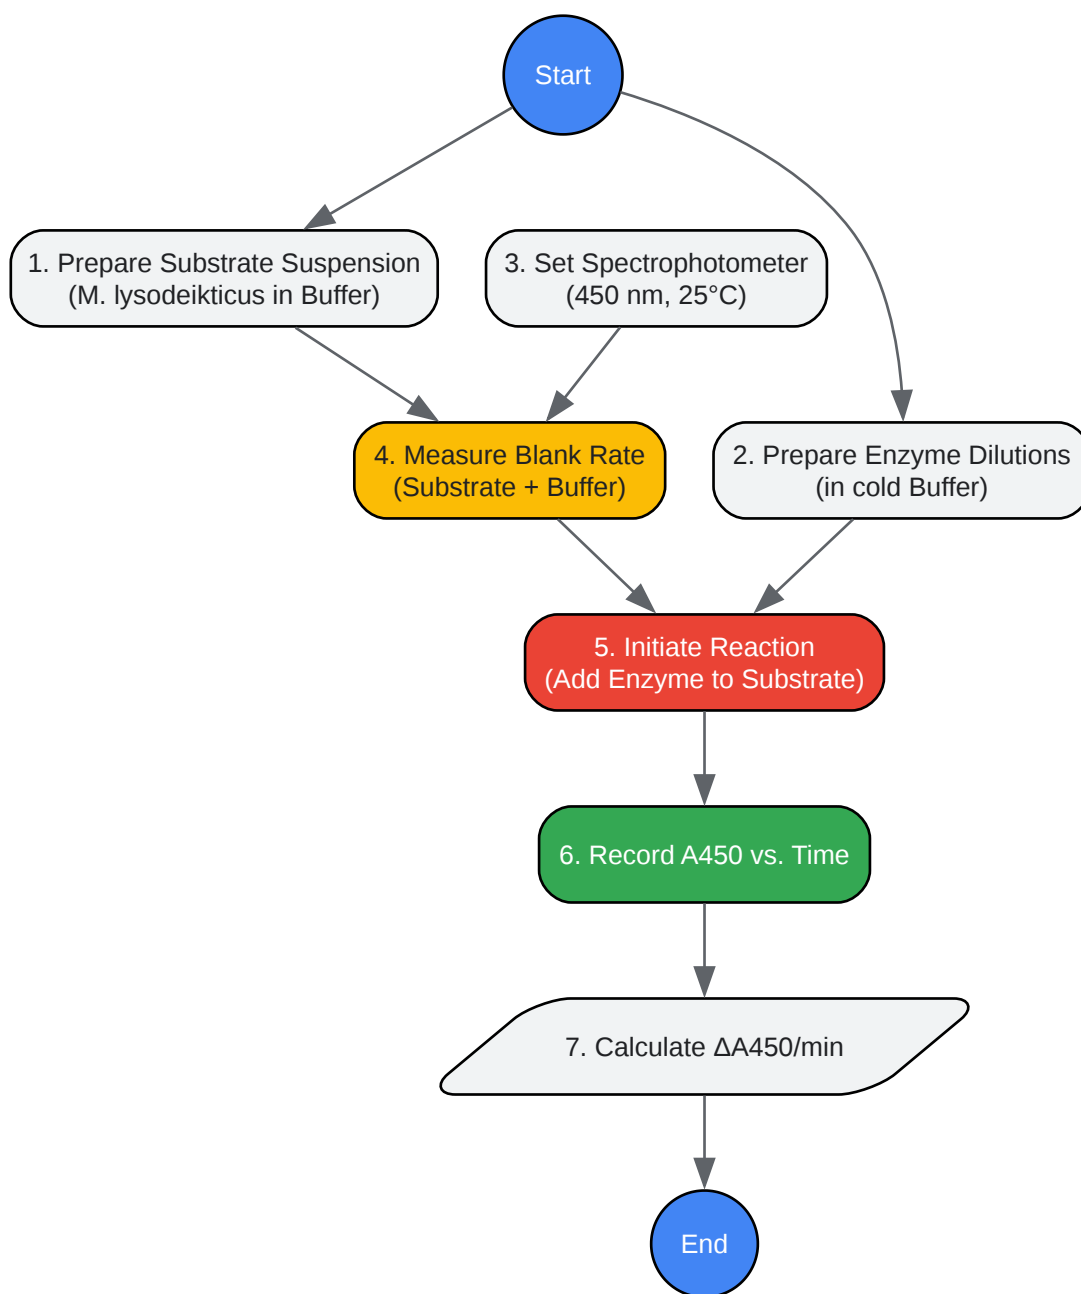 Start
1. Prepare Substrate Suspension
(M. lysodeikticus in Buffer)
3. Set Spectrophotometer
(450 nm, 25°C)
4. Measure Blank Rate
(Substrate + Buffer)
2. Prepare Enzyme Dilutions
(in cold Buffer)
5. Initiate Reaction
(Add Enzyme to Substrate)
6. Record A450 vs. Time
7. Calculate ΔA450/min
End